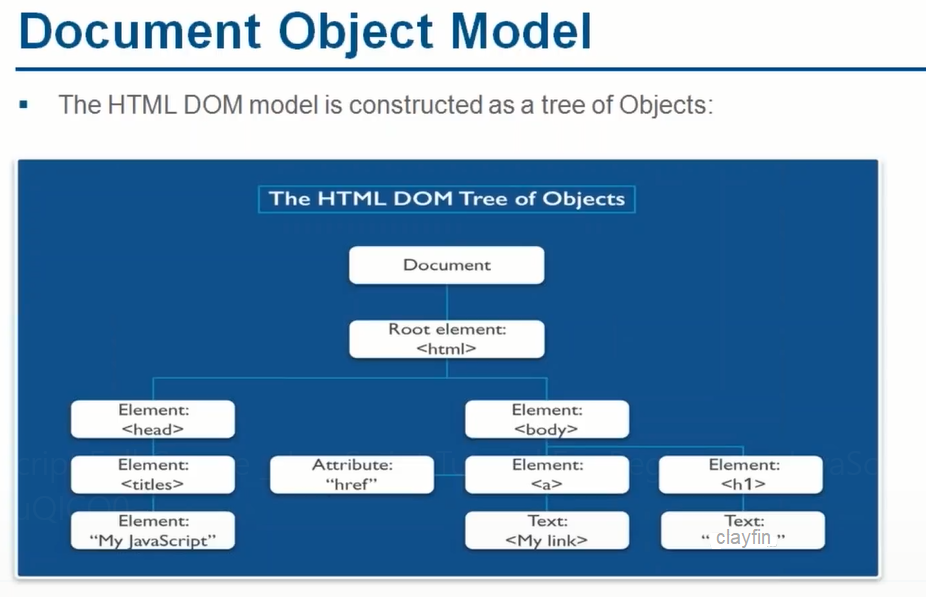 Document Object Model
▪ The HTML DOM model is constructed as a tree of Objects:
The HTML DOM Tree of Objects
Document
Root element:
<html>
Element:
<head>
Element:
<body>
Element:
<titles>
Attribute:
“href”
Element:
<a>
Element:
<h1>
Element:
“My JavaScript”
Text:
<My link>
Text:
“ clayfin ”